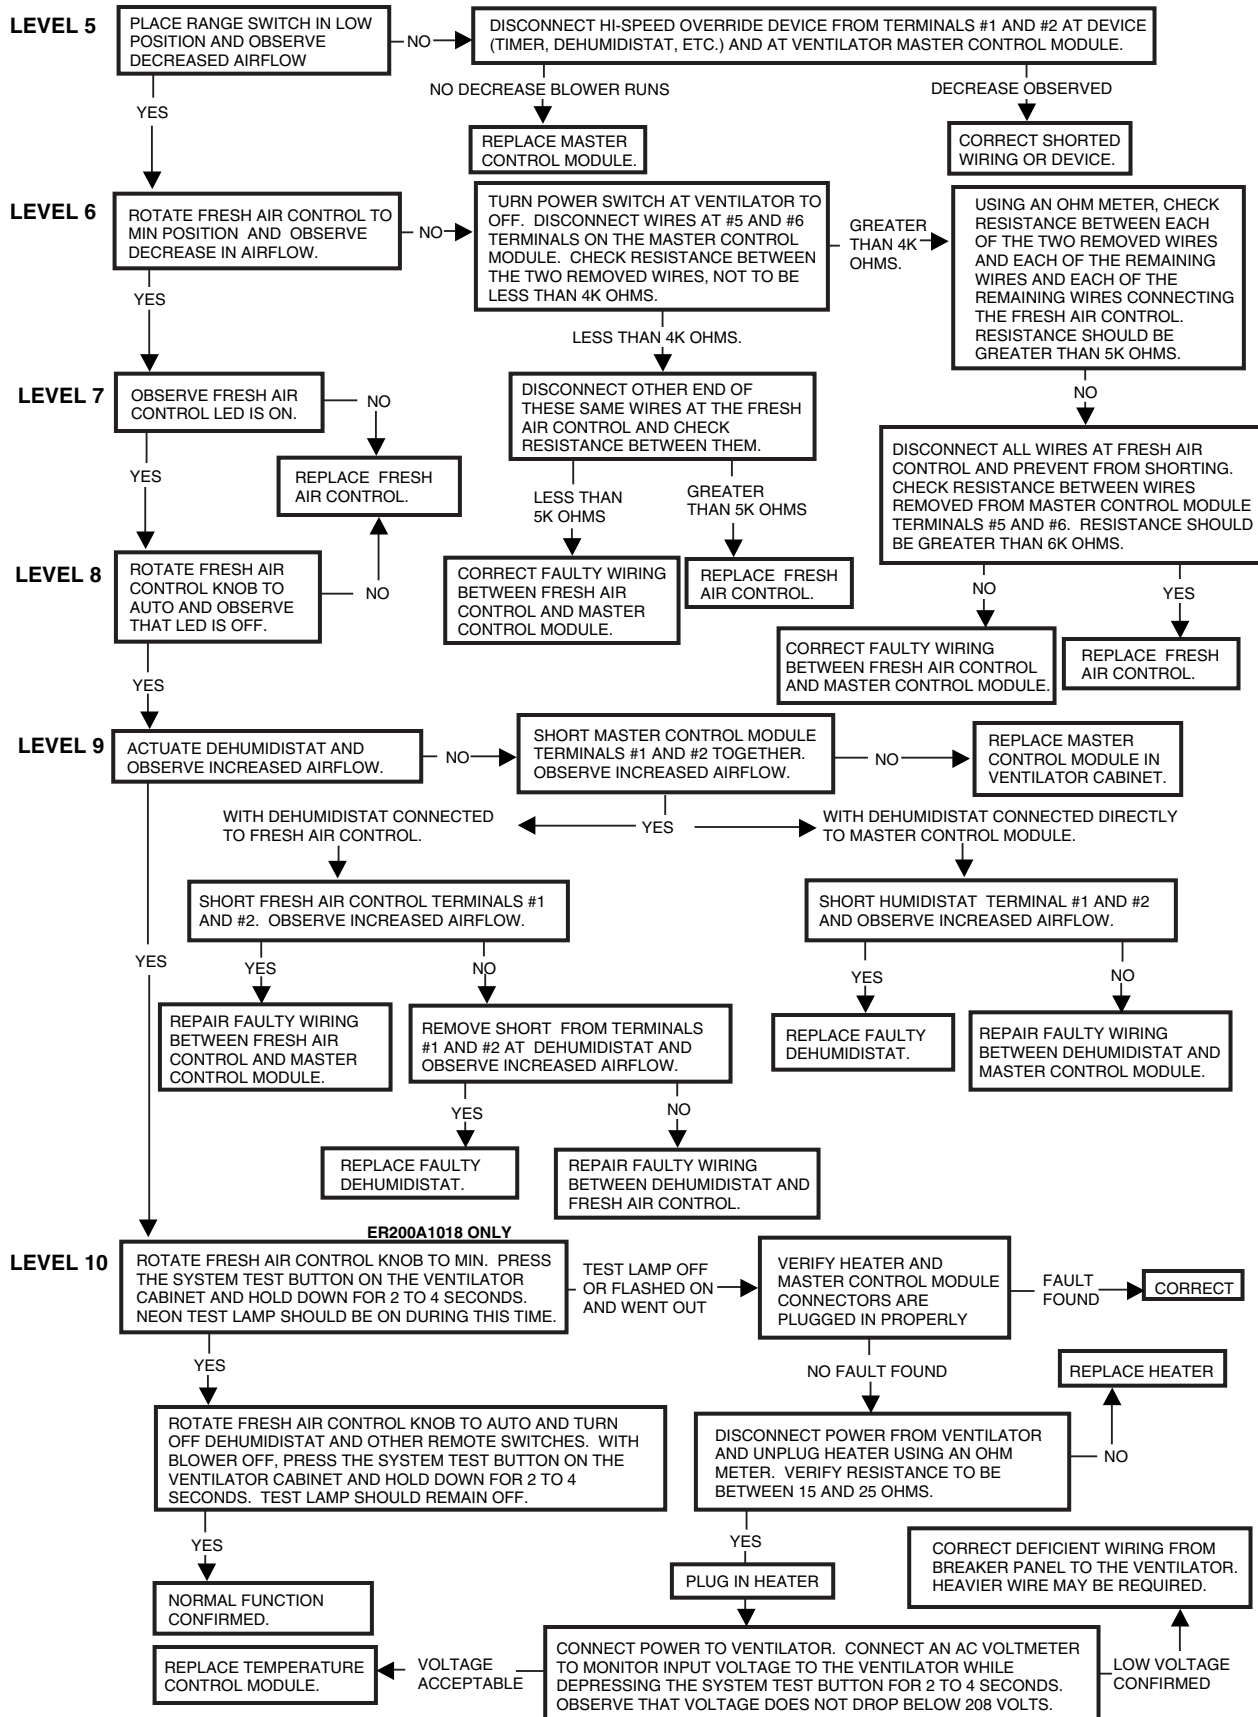 LEVEL 5
PLACE RANGE SWITCH IN LOW
POSITION AND OBSERVE
DECREASED AIRFLOW
NO
DISCONNECT HI-SPEED OVERRIDE DEVICE FROM TERMINALS #1 AND #2 AT DEVICE
(TIMER, DEHUMIDISTAT, ETC.) AND AT VENTILATOR MASTER CONTROL MODULE.
YES
NO DECREASE BLOWER RUNS
DECREASE OBSERVED
REPLACE MASTER
CONTROL MODULE.
CORRECT SHORTED
WIRING OR DEVICE.
LEVEL 6
ROTATE FRESH AIR CONTROL TO
MIN POSITION AND OBSERVE
DECREASE IN AIRFLOW.
NO
TURN POWER SWITCH AT VENTILATOR TO
OFF. DISCONNECT WIRES AT #5 AND #6
TERMINALS ON THE MASTER CONTROL
MODULE. CHECK RESISTANCE BETWEEN
THE TWO REMOVED WIRES, NOT TO BE
LESS THAN 4K OHMS.
GREATER
THAN 4K
OHMS.
USING AN OHM METER, CHECK
RESISTANCE BETWEEN EACH
OF THE TWO REMOVED WIRES
AND EACH OF THE REMAINING
WIRES AND EACH OF THE
REMAINING WIRES CONNECTING
THE FRESH AIR CONTROL.
RESISTANCE SHOULD BE
GREATER THAN 5K OHMS.
YES
LESS THAN 4K OHMS.
NO
LEVEL 7
OBSERVE FRESH AIR
CONTROL LED IS ON.
NO
REPLACE FRESH
AIR CONTROL.
DISCONNECT OTHER END OF
THESE SAME WIRES AT THE FRESH
AIR CONTROL AND CHECK
RESISTANCE BETWEEN THEM.
DISCONNECT ALL WIRES AT FRESH AIR
CONTROL AND PREVENT FROM SHORTING.
CHECK RESISTANCE BETWEEN WIRES
REMOVED FROM MASTER CONTROL MODULE
TERMINALS #5 AND #6. RESISTANCE SHOULD
BE GREATER THAN 6K OHMS.
YES
LESS THAN
5K OHMS
GREATER
THAN 5K OHMS
LEVEL 8
ROTATE FRESH AIR
CONTROL KNOB TO
AUTO AND OBSERVE
THAT LED IS OFF.
NO
CORRECT FAULTY WIRING
BETWEEN FRESH AIR
CONTROL AND MASTER
CONTROL MODULE.
REPLACE FRESH
AIR CONTROL.
NO
YES
CORRECT FAULTY WIRING
BETWEEN FRESH AIR CONTROL
AND MASTER CONTROL MODULE.
REPLACE FRESH
AIR CONTROL.
YES
LEVEL 9
ACTUATE DEHUMIDISTAT AND
OBSERVE INCREASED AIRFLOW.
NO
SHORT MASTER CONTROL MODULE
TERMINALS #1 AND #2 TOGETHER.
OBSERVE INCREASED AIRFLOW.
NO
REPLACE MASTER
CONTROL MODULE IN
VENTILATOR CABINET.
WITH DEHUMIDISTAT CONNECTED
TO FRESH AIR CONTROL.
YES
WITH DEHUMIDISTAT CONNECTED DIRECTLY
TO MASTER CONTROL MODULE.
SHORT FRESH AIR CONTROL TERMINALS #1
AND #2. OBSERVE INCREASED AIRFLOW.
SHORT HUMIDISTAT TERMINAL #1 AND #2
AND OBSERVE INCREASED AIRFLOW.
YES
YES
NO
YES
NO
REPAIR FAULTY WIRING
BETWEEN FRESH AIR
CONTROL AND MASTER
CONTROL MODULE.
REMOVE SHORT FROM TERMINALS
#1 AND #2 AT DEHUMIDISTAT AND
OBSERVE INCREASED AIRFLOW.
REPLACE FAULTY
DEHUMIDISTAT.
REPAIR FAULTY WIRING
BETWEEN DEHUMIDISTAT AND
MASTER CONTROL MODULE.
YES
NO
REPLACE FAULTY
DEHUMIDISTAT.
REPAIR FAULTY WIRING
BETWEEN DEHUMIDISTAT AND
FRESH AIR CONTROL.
ER200A1018 ONLY
LEVEL 10
ROTATE FRESH AIR CONTROL KNOB TO MIN. PRESS
THE SYSTEM TEST BUTTON ON THE VENTILATOR
CABINET AND HOLD DOWN FOR 2 TO 4 SECONDS.
NEON TEST LAMP SHOULD BE ON DURING THIS TIME.
TEST LAMP OFF
OR FLASHED ON
AND WENT OUT
VERIFY HEATER AND
MASTER CONTROL MODULE
CONNECTORS ARE
PLUGGED IN PROPERLY
FAULT
FOUND
CORRECT
YES
NO FAULT FOUND
REPLACE HEATER
ROTATE FRESH AIR CONTROL KNOB TO AUTO AND TURN
OFF DEHUMIDISTAT AND OTHER REMOTE SWITCHES. WITH
BLOWER OFF, PRESS THE SYSTEM TEST BUTTON ON THE
VENTILATOR CABINET AND HOLD DOWN FOR 2 TO 4
SECONDS. TEST LAMP SHOULD REMAIN OFF.
DISCONNECT POWER FROM VENTILATOR
AND UNPLUG HEATER USING AN OHM
METER. VERIFY RESISTANCE TO BE
BETWEEN 15 AND 25 OHMS.
NO
YES
YES
CORRECT DEFICIENT WIRING FROM
BREAKER PANEL TO THE VENTILATOR.
HEAVIER WIRE MAY BE REQUIRED.
PLUG IN HEATER
NORMAL FUNCTION
CONFIRMED.
REPLACE TEMPERATURE
CONTROL MODULE.
VOLTAGE
ACCEPTABLE
CONNECT POWER TO VENTILATOR. CONNECT AN AC VOLTMETER
TO MONITOR INPUT VOLTAGE TO THE VENTILATOR WHILE
DEPRESSING THE SYSTEM TEST BUTTON FOR 2 TO 4 SECONDS.
OBSERVE THAT VOLTAGE DOES NOT DROP BELOW 208 VOLTS.
LOW VOLTAGE
CONFIRMED